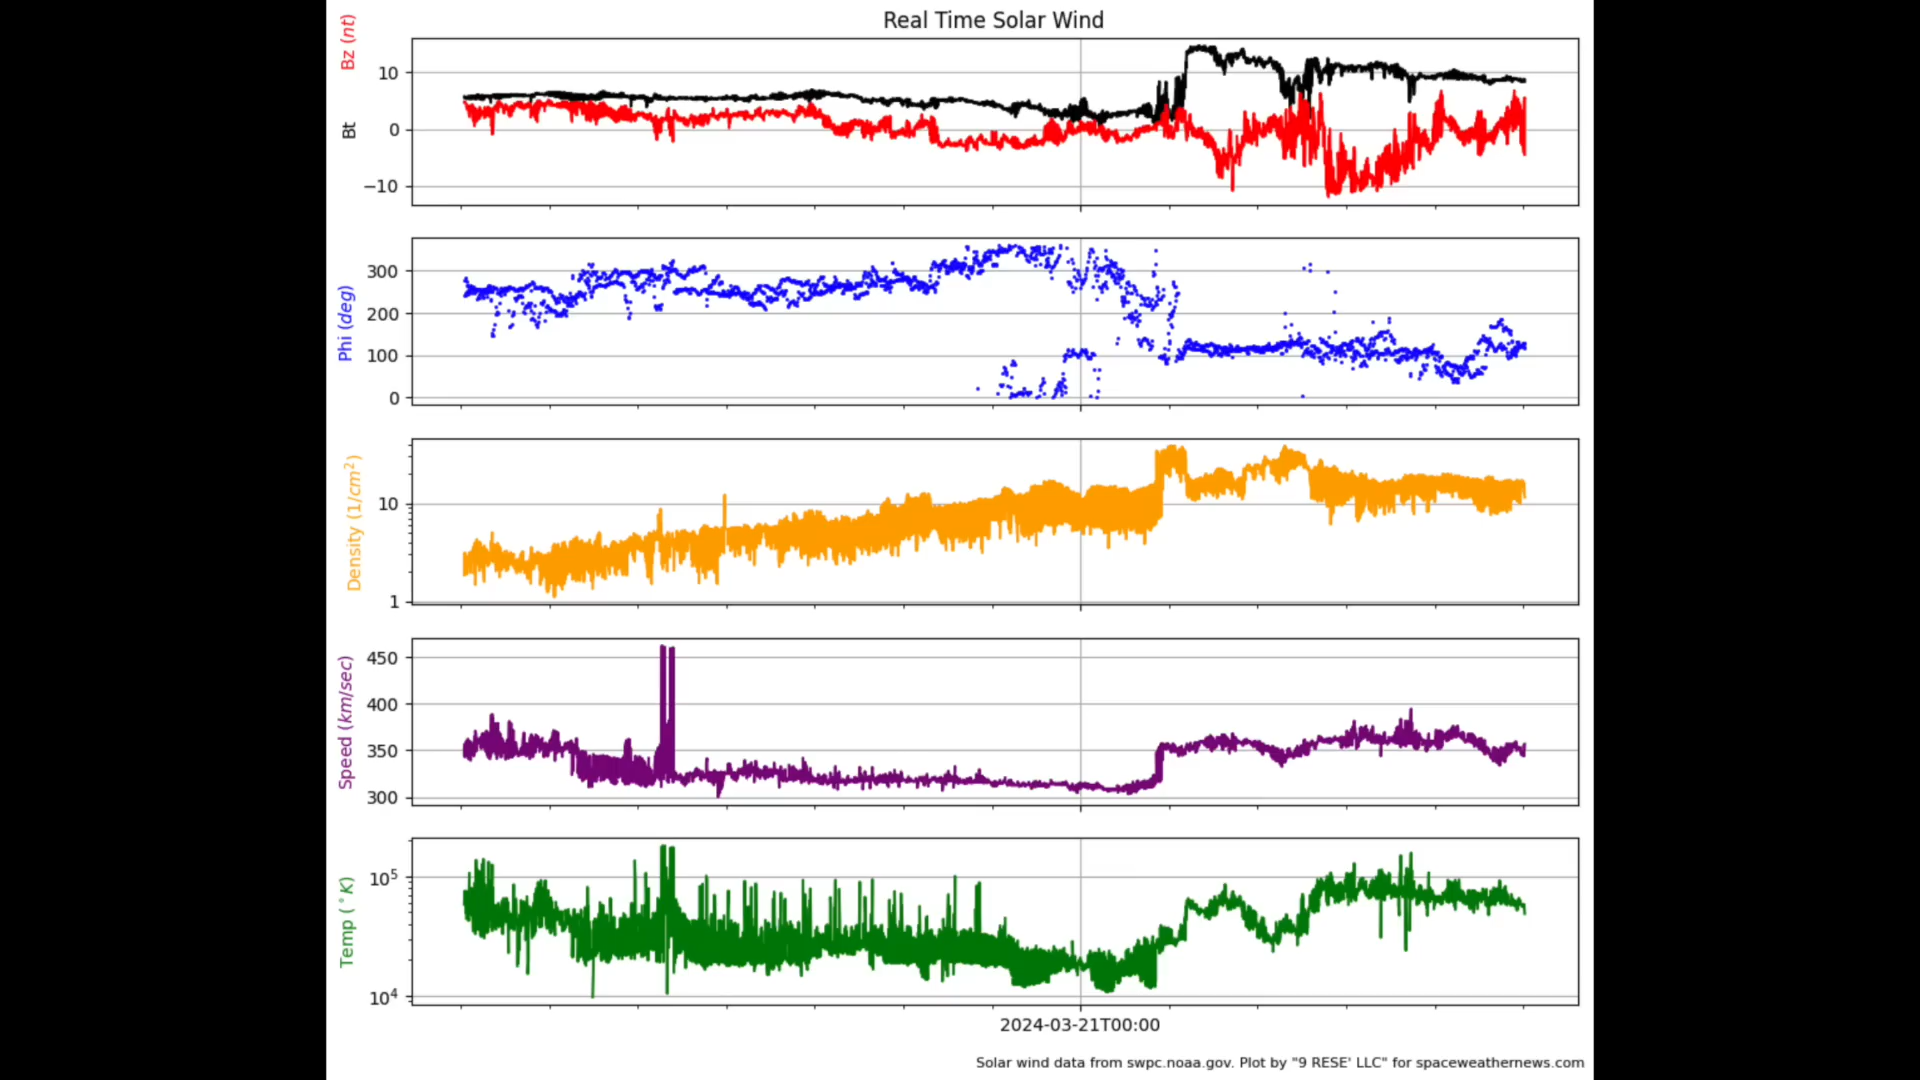 Real Time Solar Wind
Bz (nt)
Bt
10
0
−10
Phi (deg)
300
200
100
0
Density (1/cm²)
10
1
Speed (km/sec)
450
400
350
300
Temp (°K)
10⁵
10⁴
2024-03-21T00:00
Solar wind data from swpc.noaa.gov. Plot by "9 RESE' LLC" for spaceweathernews.com